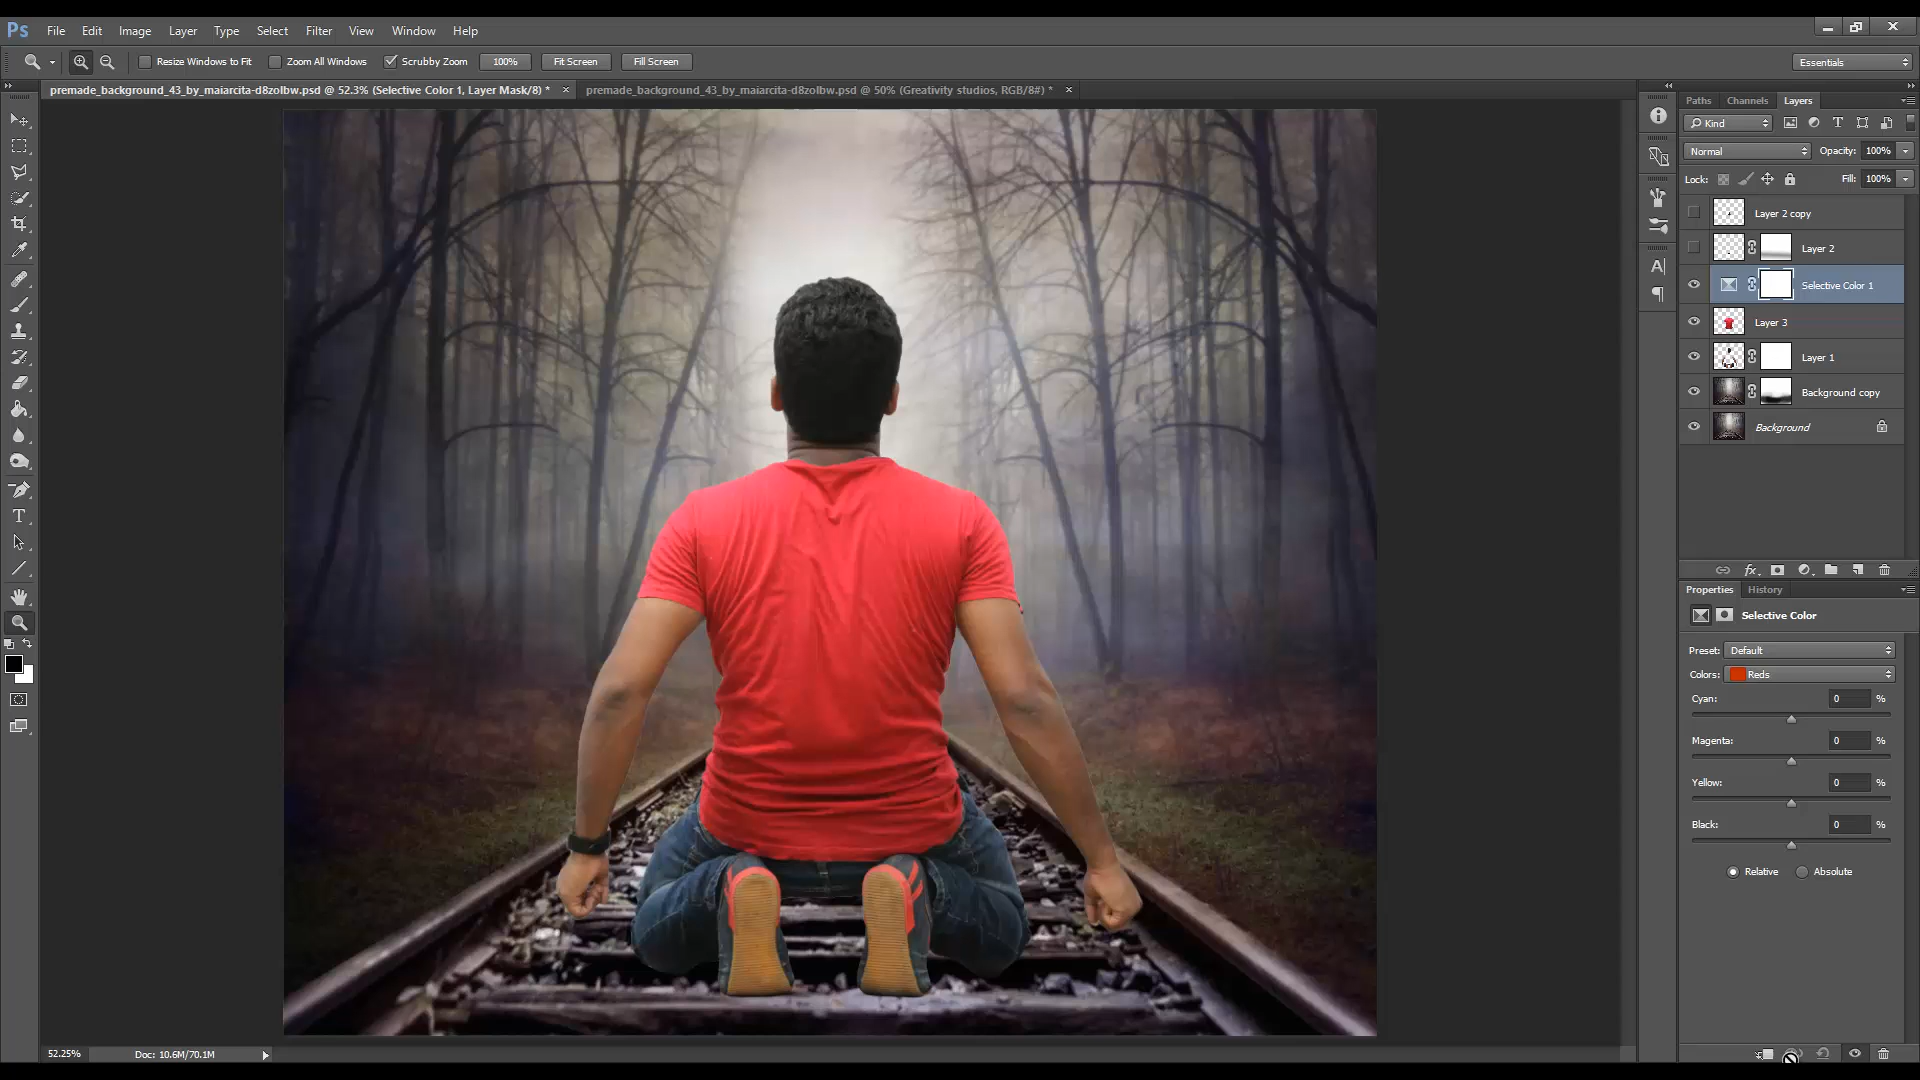 Ps File Edit Image Layer Type Select Filter View Window Help
Resize Windows to Fit Zoom All Windows Scrubby Zoom 100% Fit Screen Fill Screen Essentials
premade_background_43_by_maiarcita-d8zolbw.psd @ 52.3% (Selective Color 1, Layer Mask/8) * premade_background_43_by_maiarcita-d8zolbw.psd @ 50% (Greativity studios, RGB/8#) *
Paths Channels Layers
Kind
Normal Opacity: 100%
Lock: Fill: 100%
Layer 2 copy
Layer 2
Selective Color 1
Layer 3
Layer 1
Background copy
Background
Properties History
Selective Color
Preset: Default
Colors: Reds
Cyan: 0 %
Magenta: 0 %
Yellow: 0 %
Black: 0 %
Relative Absolute
52.25% Doc: 10.6M/70.1M